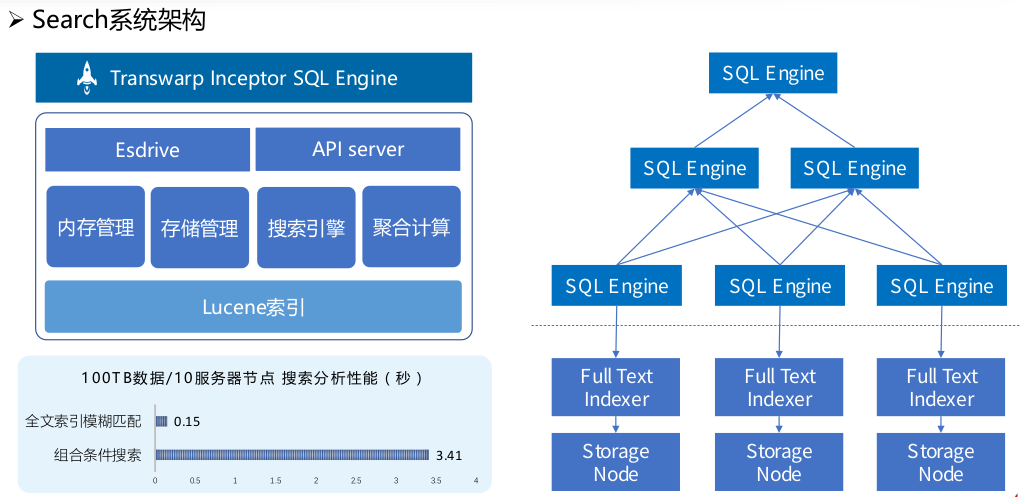 ➢ Search系统架构
Transwarp Inceptor SQL Engine
Esdrive
API server
内存管理
存储管理
搜索引擎
聚合计算
Lucene索引
100TB数据/10服务器节点 搜索分析性能（秒）
全文索引模糊匹配
0.15
组合条件搜索
3.41
0 0.5 1 1.5 2 2.5 3 3.5 4
SQL Engine
SQL Engine
SQL Engine
SQL Engine
SQL Engine
SQL Engine
Full Text
Indexer
Full Text
Indexer
Full Text
Indexer
Storage
Node
Storage
Node
Storage
Node